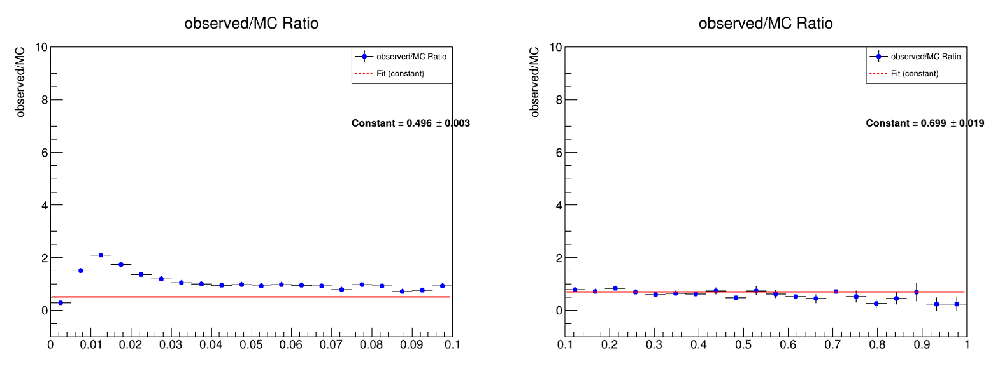 observed/MC Ratio
observed/MC
10
8
6
4
2
0
observed/MC Ratio
Fit (constant)
Constant = 0.496 ± 0.003
0 0.01 0.02 0.03 0.04 0.05 0.06 0.07 0.08 0.09 0.1
observed/MC Ratio
observed/MC
10
8
6
4
2
0
observed/MC Ratio
Fit (constant)
Constant = 0.699 ± 0.019
0.1 0.2 0.3 0.4 0.5 0.6 0.7 0.8 0.9 1